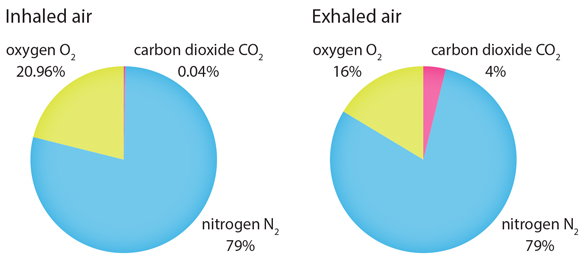 Inhaled air
oxygen O₂
20.96%
carbon dioxide CO₂
0.04%
nitrogen N₂
79%
Exhaled air
oxygen O₂
16%
carbon dioxide CO₂
4%
nitrogen N₂
79%